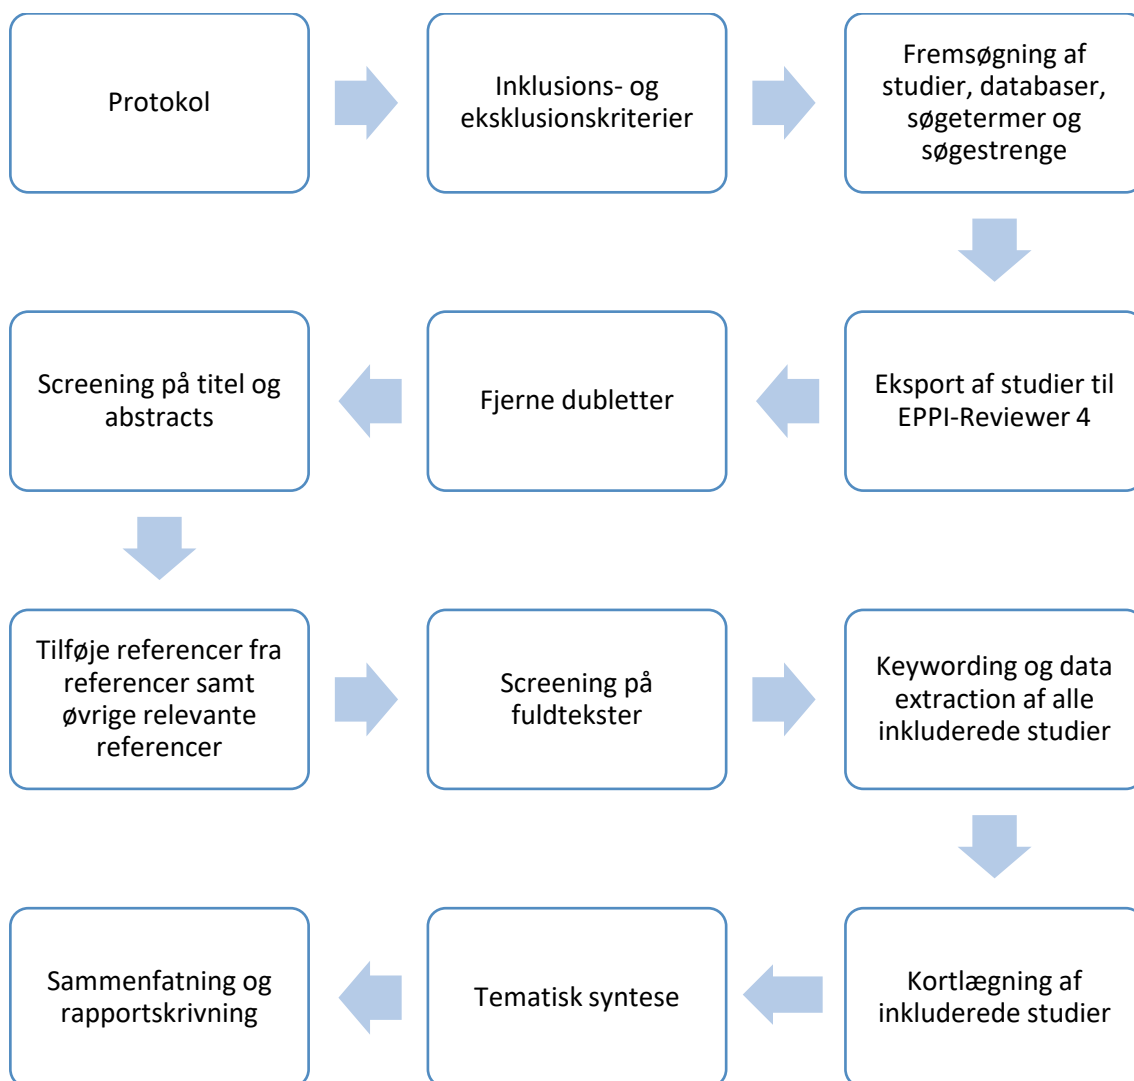 Protokol
Inklusions- og
eksklusionskriterier
Fremsøgning af
studier, databaser,
søgetermer og
søgestrenge
Eksport af studier til
EPPI-Reviewer 4
Fjerne dubletter
Screening på titel og
abstracts
Tilføje referencer fra
referencer samt
øvrige relevante
referencer
Screening på
fuldtekster
Keywording og data
extraction af alle
inkluderede studier
Kortlægning af
inkluderede studier
Tematisk syntese
Sammenfatning og
rapportskrivning